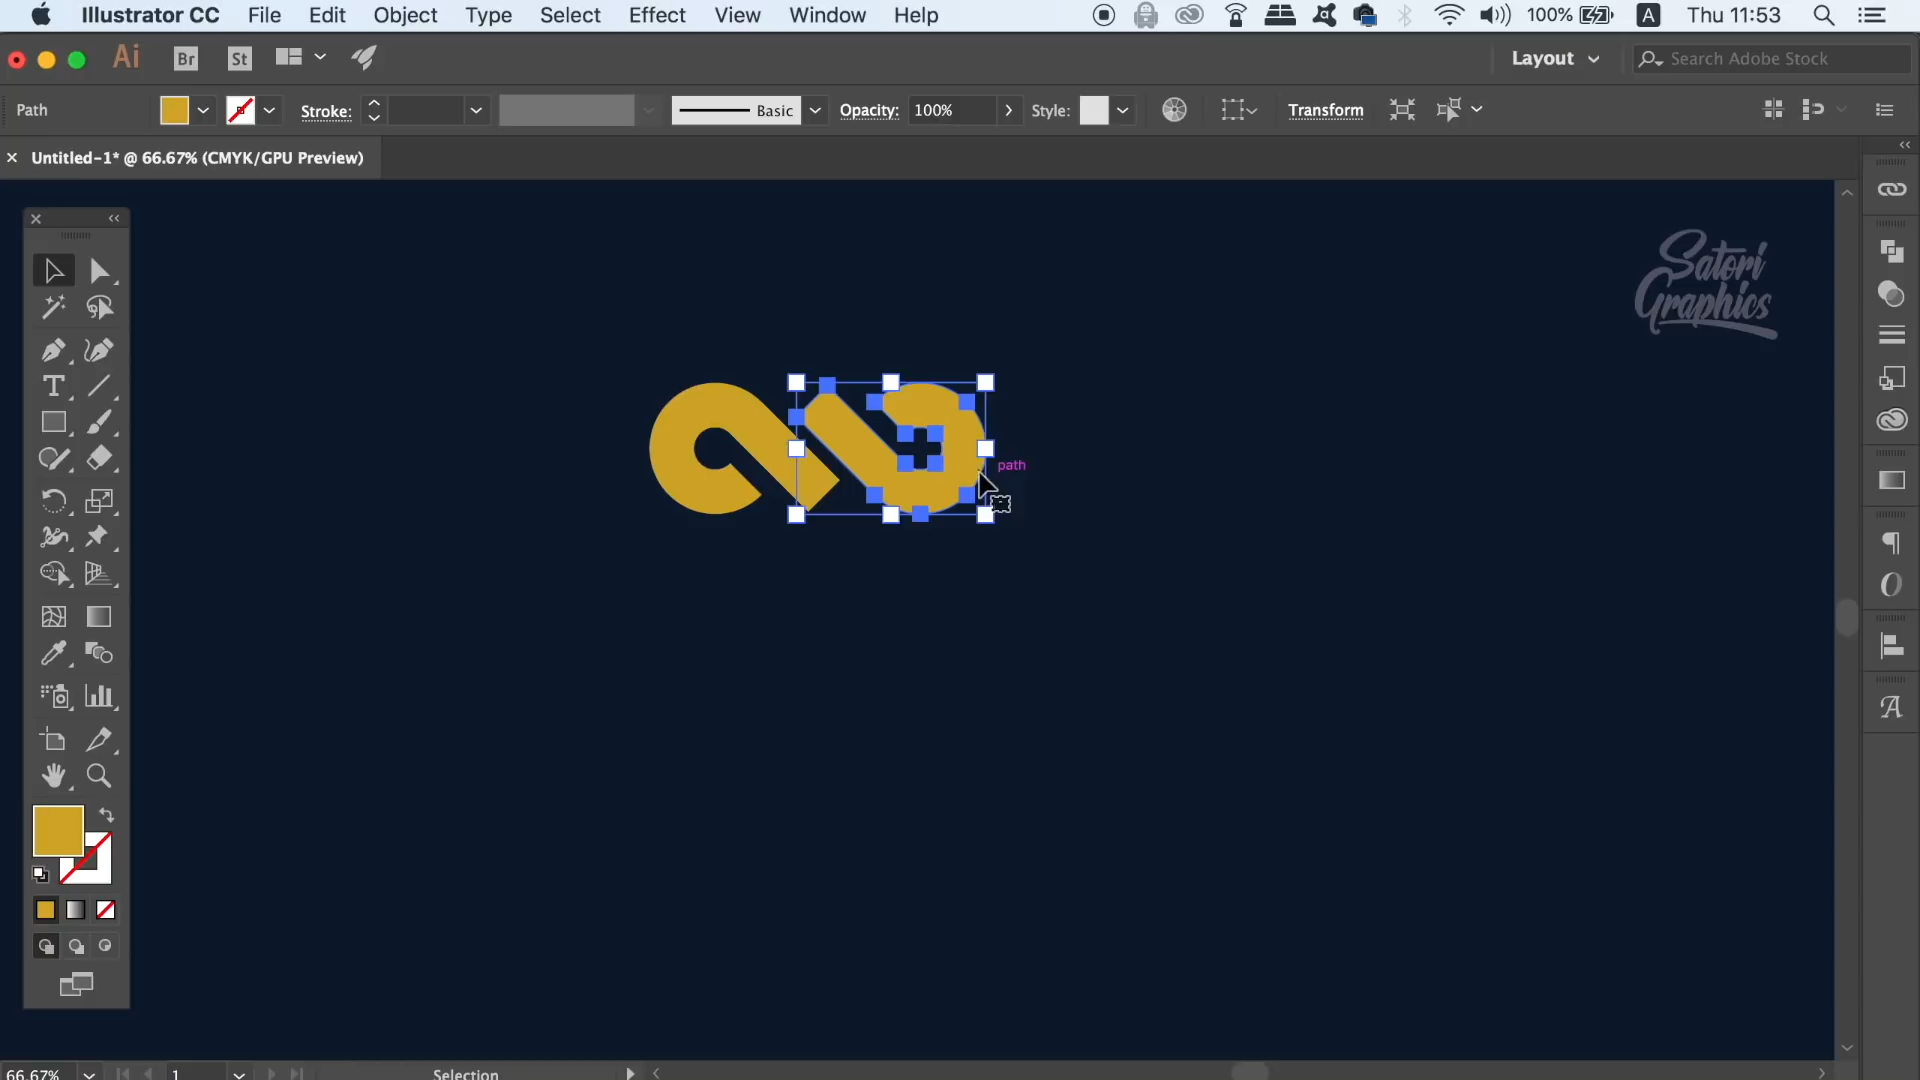 Illustrator CC File Edit Object Type Select Effect View Window Help 100% A Thu 11:53
Ai Br St Layout Search Adobe Stock
Path Stroke: Basic Opacity: 100% Style: Transform
Untitled-1* @ 66.67% (CMYK/GPU Preview)
Satori
Graphics
path
66.67% 1 Selection